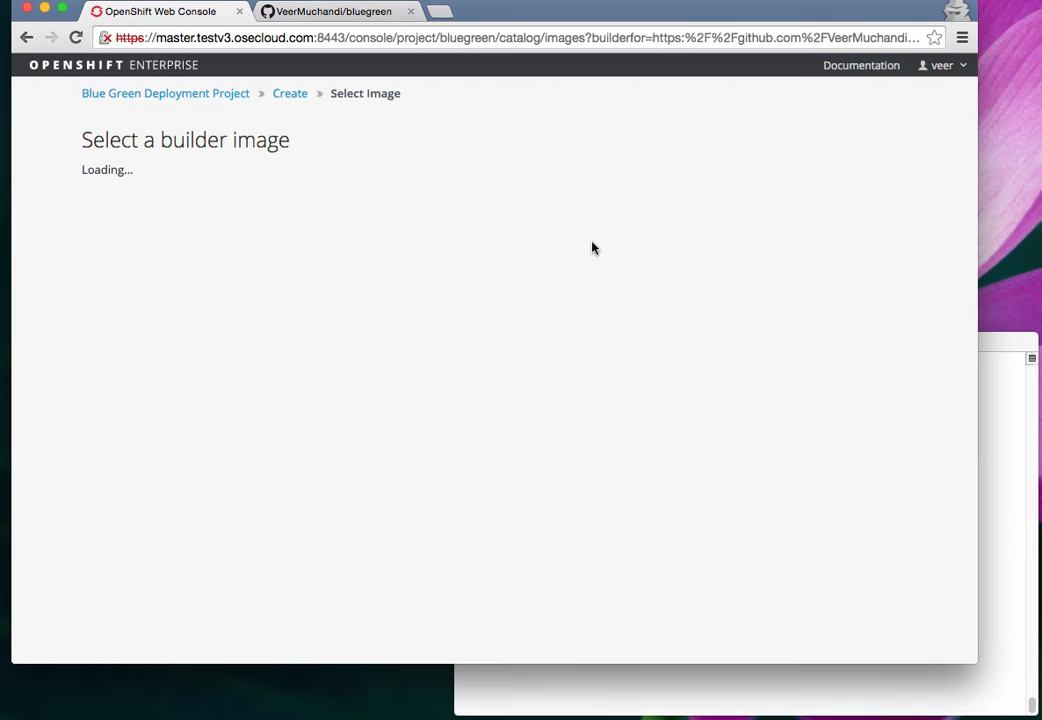 OpenShift Web Console
VeerMuchandi/bluegreen
https://master.testv3.osecloud.com:8443/console/project/bluegreen/catalog/images?builderfor=https:%2F%2Fgithub.com%2FVeerMuchandi...
OPENSHIFT ENTERPRISE
Documentation
veer
Blue Green Deployment Project » Create » Select Image
Select a builder image
Loading...